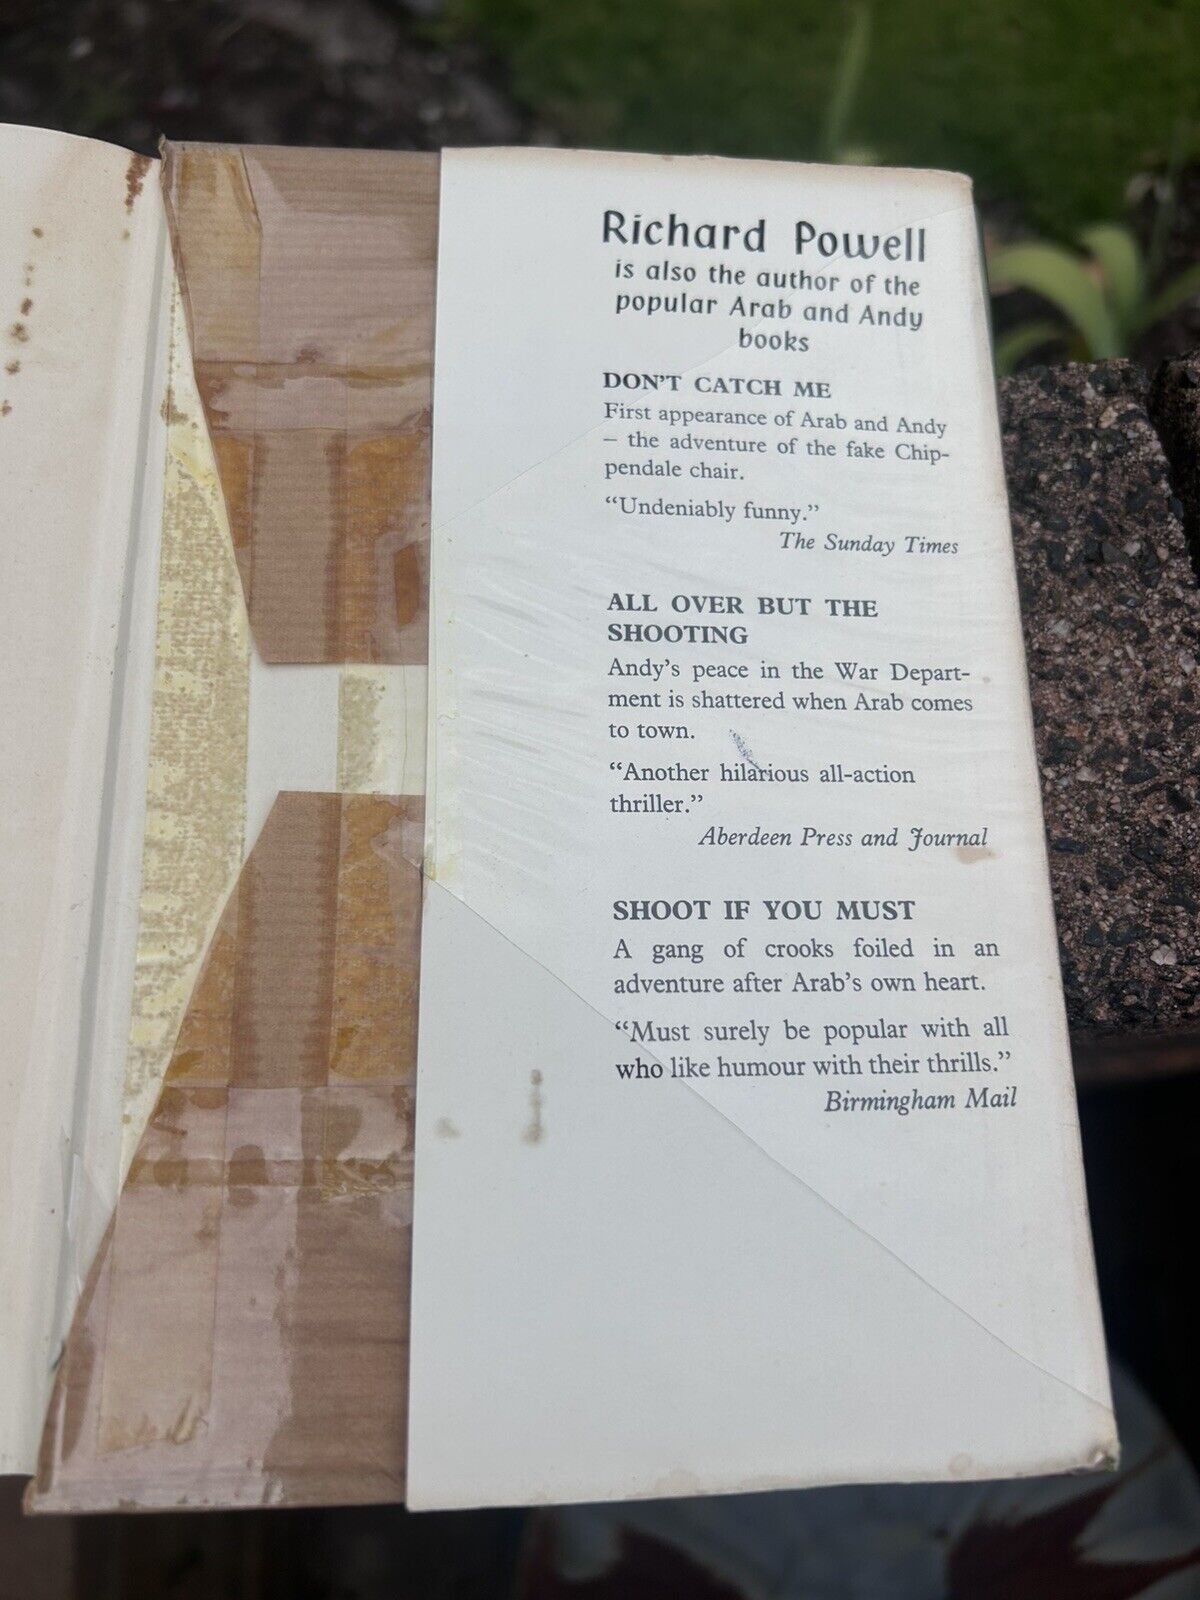 Richard Powell
is also the author of the
popular Arab and Andy
books
DON'T CATCH ME
First appearance of Arab and Andy
– the adventure of the fake Chip-
pendale chair.
“Undeniably funny.”
The Sunday Times
ALL OVER BUT THE
SHOOTING
Andy's peace in the War Depart-
ment is shattered when Arab comes
to town.
“Another hilarious all-action
thriller.”
Aberdeen Press and Journal
SHOOT IF YOU MUST
A gang of crooks foiled in an
adventure after Arab's own heart.
“Must surely be popular with all
who like humour with their thrills.”
Birmingham Mail